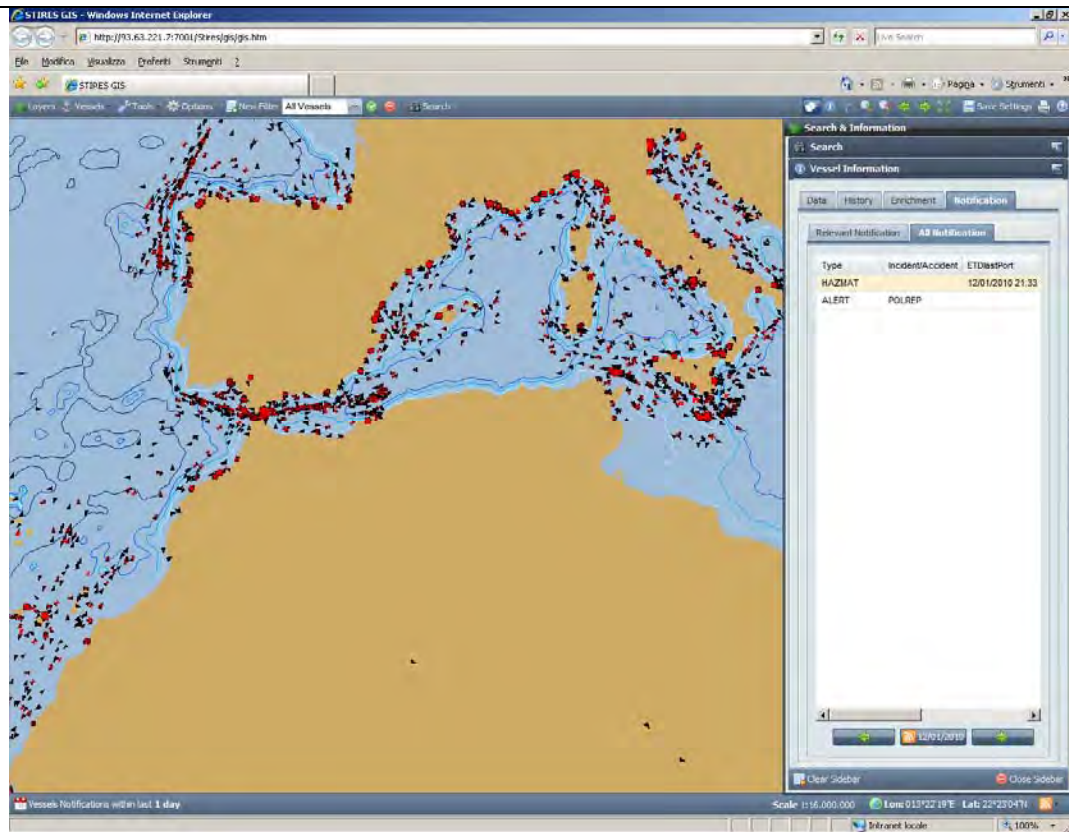 STIRES GIS - Windows Internet Explorer
http://93.63.221.7:7001/Stires/gis/gis.htm
Live Search
File Modifica Visualizza Preferiti Strumenti ?
STIRES GIS
Pagina Strumenti
Layers Vessels Tools Options New Filter All Vessels Search Save Settings
Search & Information
Search
Vessel Information
Data History Enrichment Notification
Relevant Notification All Notification
Type Incident/Accident ETDlastPort
HAZMAT 12/01/2010 21.33
ALERT POLREP
12/01/2010
Clear Sidebar Close Sidebar
Vessels Notifications within last 1 day Scale 1:16.000.000 Lon: 013°22'19"E Lat: 22°23'04"N
Intranet locale 100%